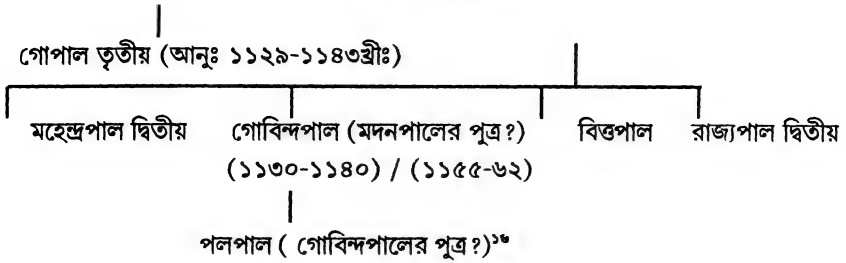 গোপাল তৃতীয় (আনুঃ ১১২৯-১১৪৩খ্রীঃ)
মহেন্দ্রপাল দ্বিতীয় গোবিন্দপাল (মদনপালের পুত্র?) বিত্তপাল রাজ্যপাল দ্বিতীয়
(১১৩০-১১৪০) / (১১৫৫-৬২)
পলপাল ( গোবিন্দপালের পুত্র?)১৬